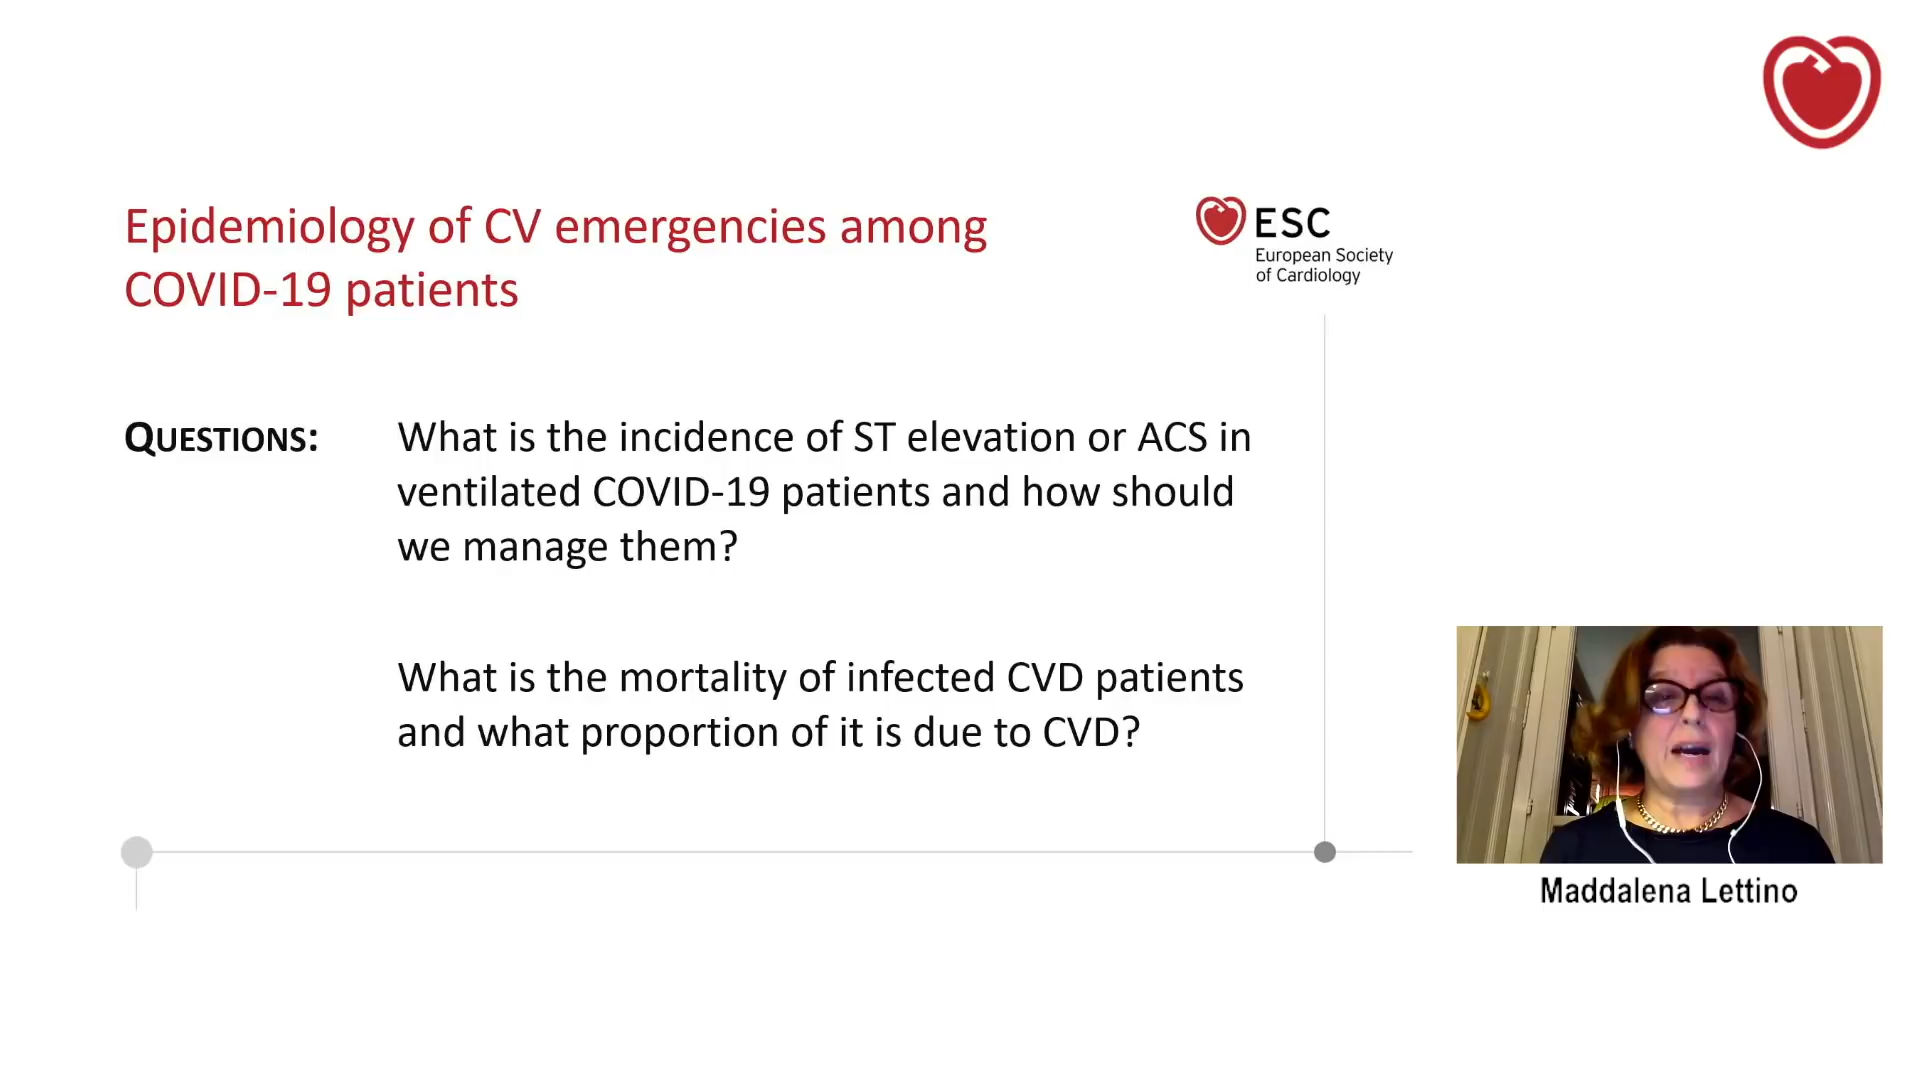 Epidemiology of CV emergencies among
COVID-19 patients
ESC
European Society
of Cardiology
QUESTIONS:
What is the incidence of ST elevation or ACS in
ventilated COVID-19 patients and how should
we manage them?
What is the mortality of infected CVD patients
and what proportion of it is due to CVD?
Maddalena Lettino